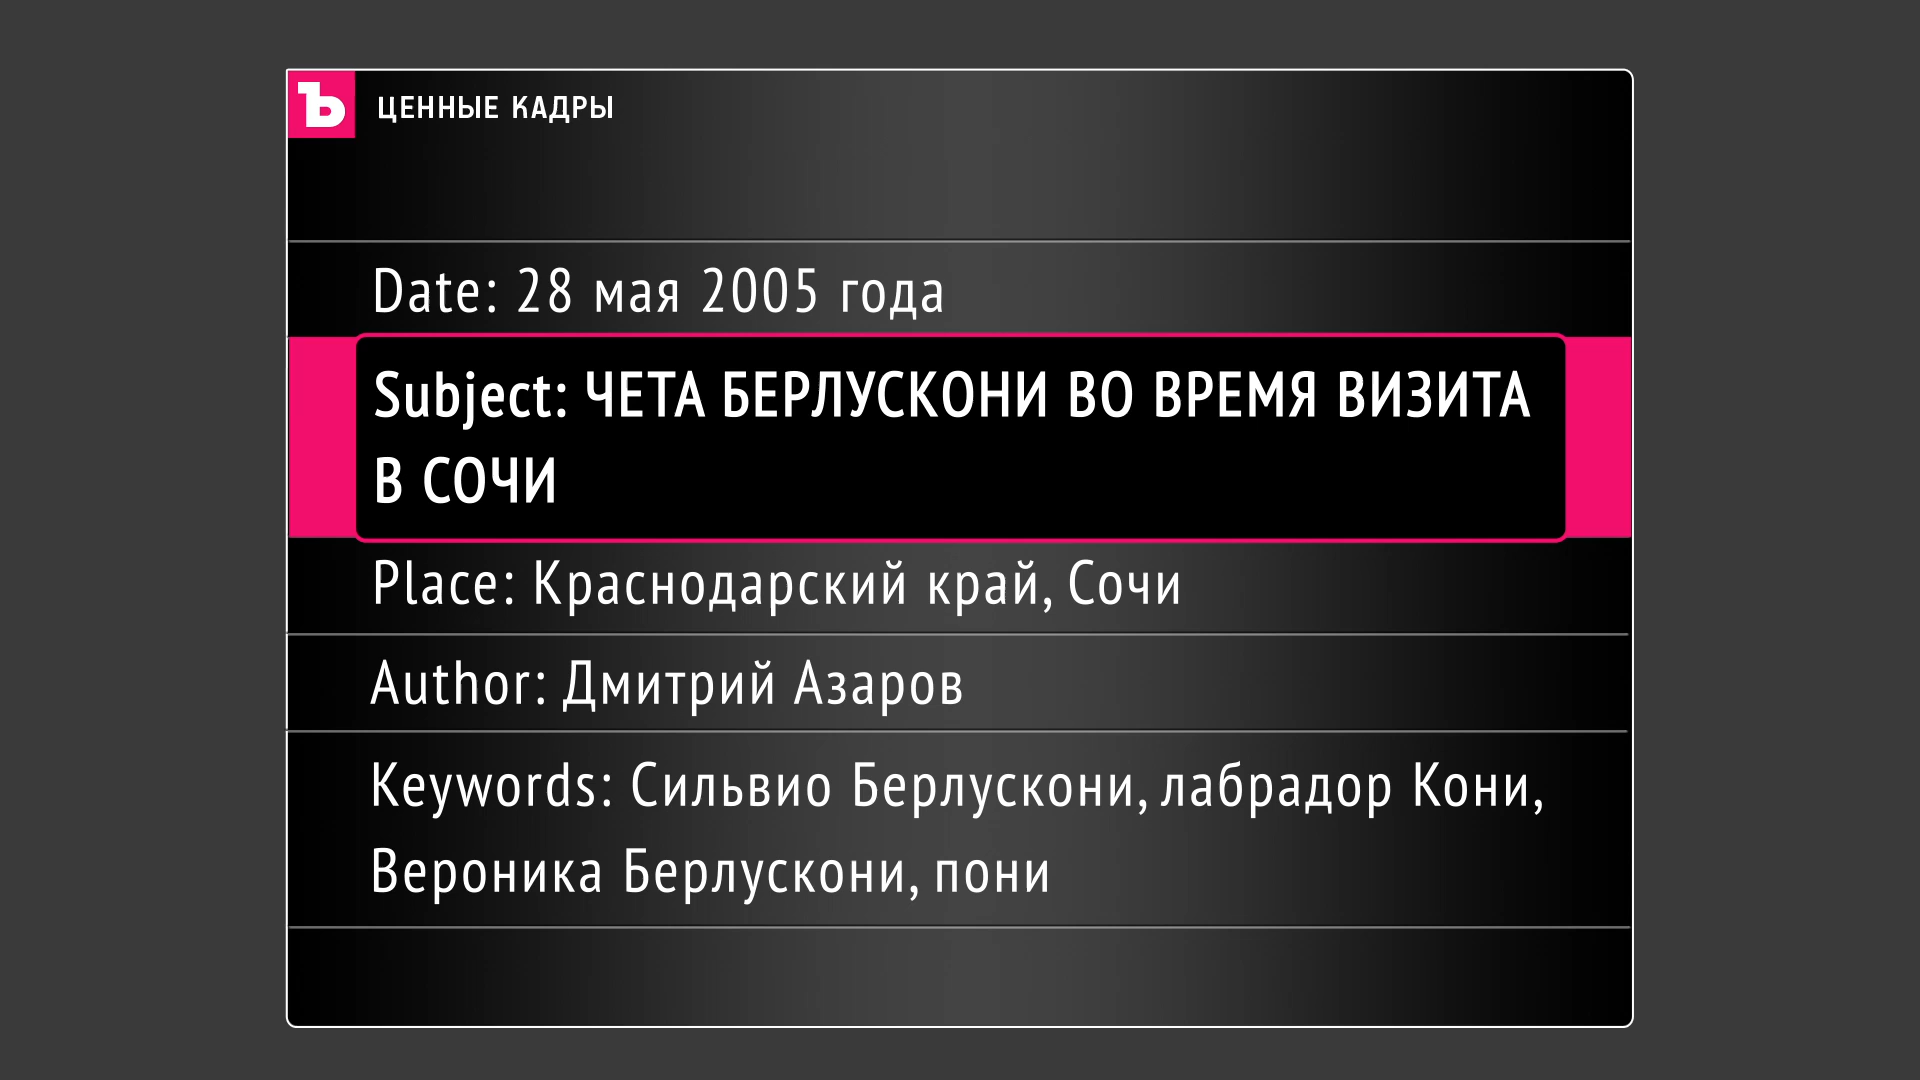 Ъ ЦЕННЫЕ КАДРЫ
Date: 28 мая 2005 года
Subject: ЧЕТА БЕРЛУСКОНИ ВО ВРЕМЯ ВИЗИТА
В СОЧИ
Place: Краснодарский край, Сочи
Author: Дмитрий Азаров
Keywords: Сильвио Берлускони, лабрадор Кони,
Вероника Берлускони, пони